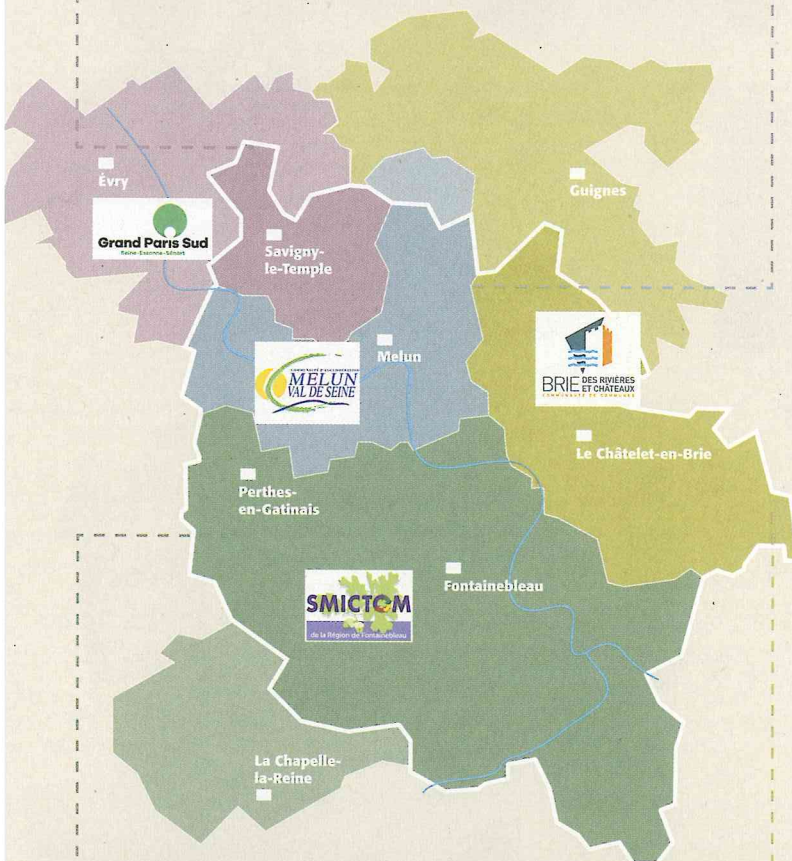 Évry
Guignes
Grand Paris Sud
Seine-Essonne-Sénart
Savigny-
le-Temple
Melun
COMMUNAUTÉ D'AGGLOMÉRATION
MELUN
VAL DE SEINE
BRIE DES RIVIÈRES
ET CHÂTEAUX
COMMUNAUTÉ DE COMMUNES
Le Châtelet-en-Brie
Perthes-
en-Gatinais
Fontainebleau
SMICTOM
de la Région de Fontainebleau
La Chapelle-
la-Reine